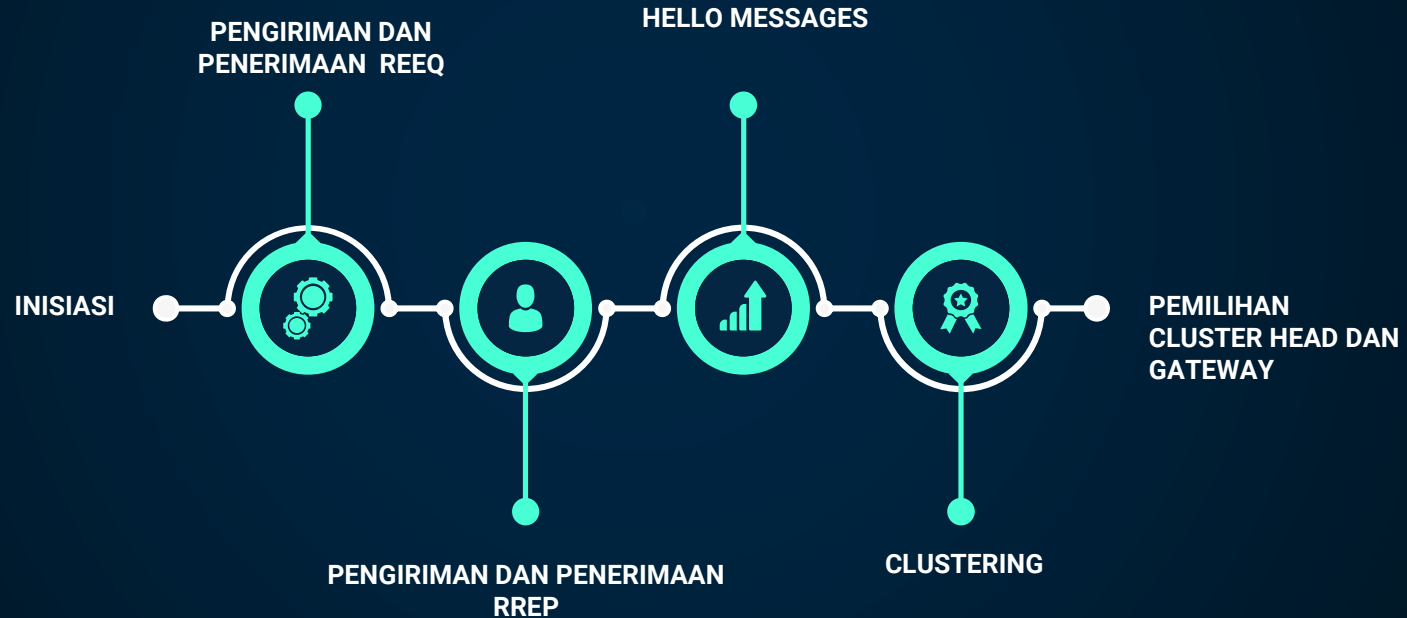 INISIASI
PENGIRIMAN DAN
PENERIMAAN  REEQ
PENGIRIMAN DAN PENERIMAAN
RREP
HELLO MESSAGES
CLUSTERING
PEMILIHAN
CLUSTER HEAD DAN
GATEWAY